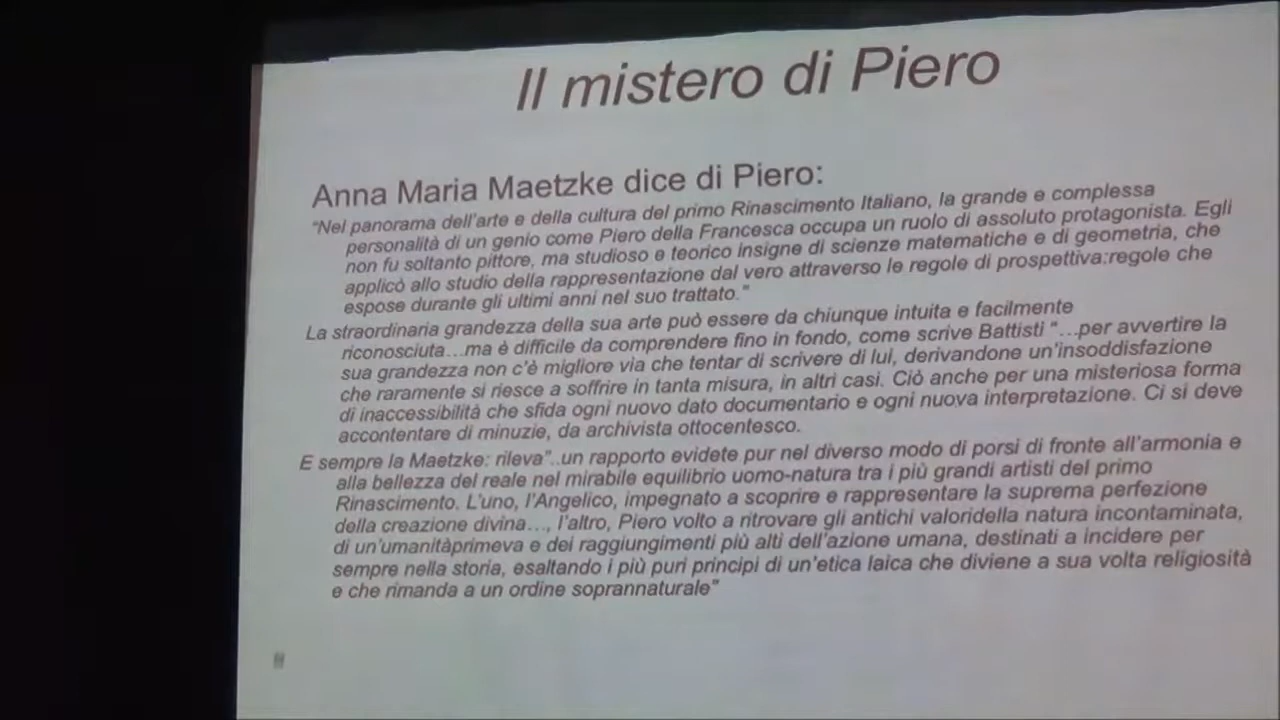 Il mistero di Piero
Anna Maria Maetzke dice di Piero:
“Nel panorama dell'arte e della cultura del primo Rinascimento Italiano, la grande e complessa
personalità di un genio come Piero della Francesca occupa un ruolo di assoluto protagonista. Egli
non fu soltanto pittore, ma studioso e teorico insigne di scienze matematiche e di geometria, che
applicò allo studio della rappresentazione dal vero attraverso le regole di prospettiva:regole che
espose durante gli ultimi anni nel suo trattato.”
La straordinaria grandezza della sua arte può essere da chiunque intuita e facilmente
riconosciuta…ma è difficile da comprendere fino in fondo, come scrive Battisti “…per avvertire la
sua grandezza non c'è migliore via che tentar di scrivere di lui, derivandone un'insoddisfazione
che raramente si riesce a soffrire in tanta misura, in altri casi. Ciò anche per una misteriosa forma
di inaccessibilità che sfida ogni nuovo dato documentario e ogni nuova interpretazione. Ci si deve
accontentare di minuzie, da archivista ottocentesco.
E sempre la Maetzke: rileva”..un rapporto evidete pur nel diverso modo di porsi di fronte all'armonia e
alla bellezza del reale nel mirabile equilibrio uomo-natura tra i più grandi artisti del primo
Rinascimento. L'uno, l'Angelico, impegnato a scoprire e rappresentare la suprema perfezione
della creazione divina…, l'altro, Piero volto a ritrovare gli antichi valoridella natura incontaminata,
di un'umanitàprimeva e dei raggiungimenti più alti dell'azione umana, destinati a incidere per
sempre nella storia, esaltando i più puri principi di un'etica laica che diviene a sua volta religiosità
e che rimanda a un ordine soprannaturale”